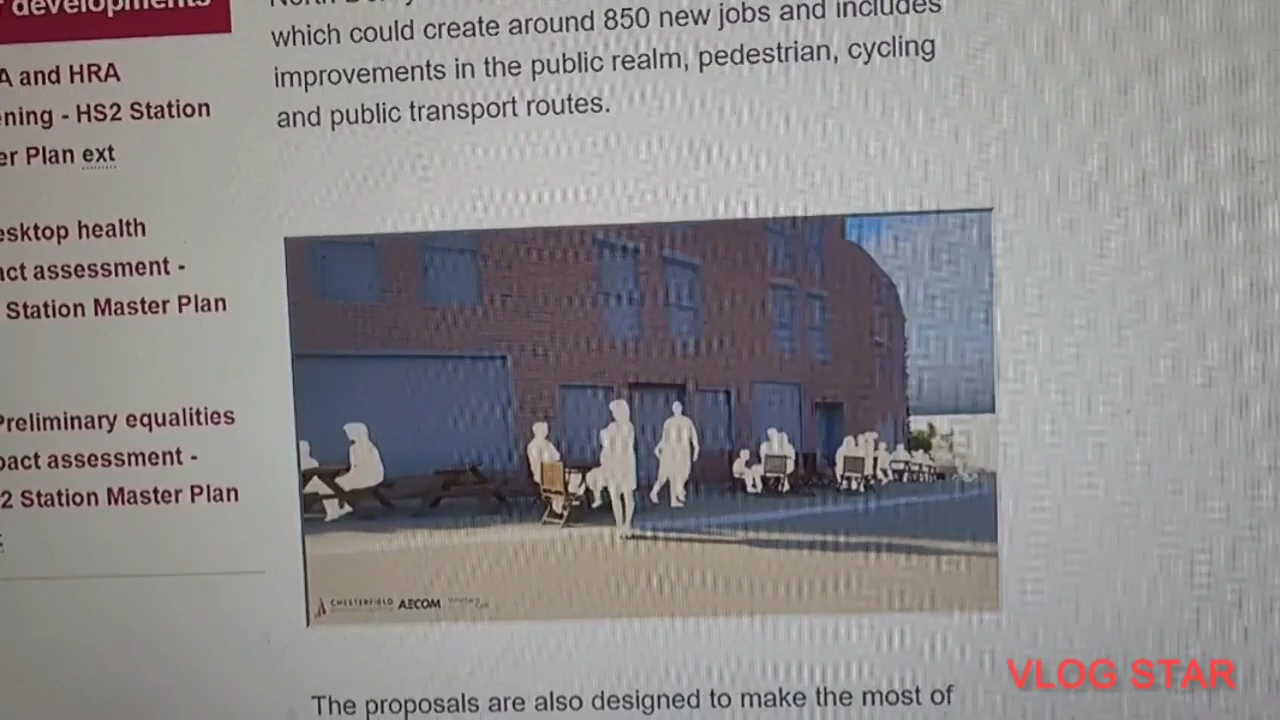 developments
A and HRA
ening - HS2 Station
er Plan ext
esktop health
act assessment -
Station Master Plan
Preliminary equalities
pact assessment -
2 Station Master Plan
which could create around 850 new jobs and includes
improvements in the public realm, pedestrian, cycling
and public transport routes.
CHESTERFIELD AECOM
The proposals are also designed to make the most of
VLOG STAR